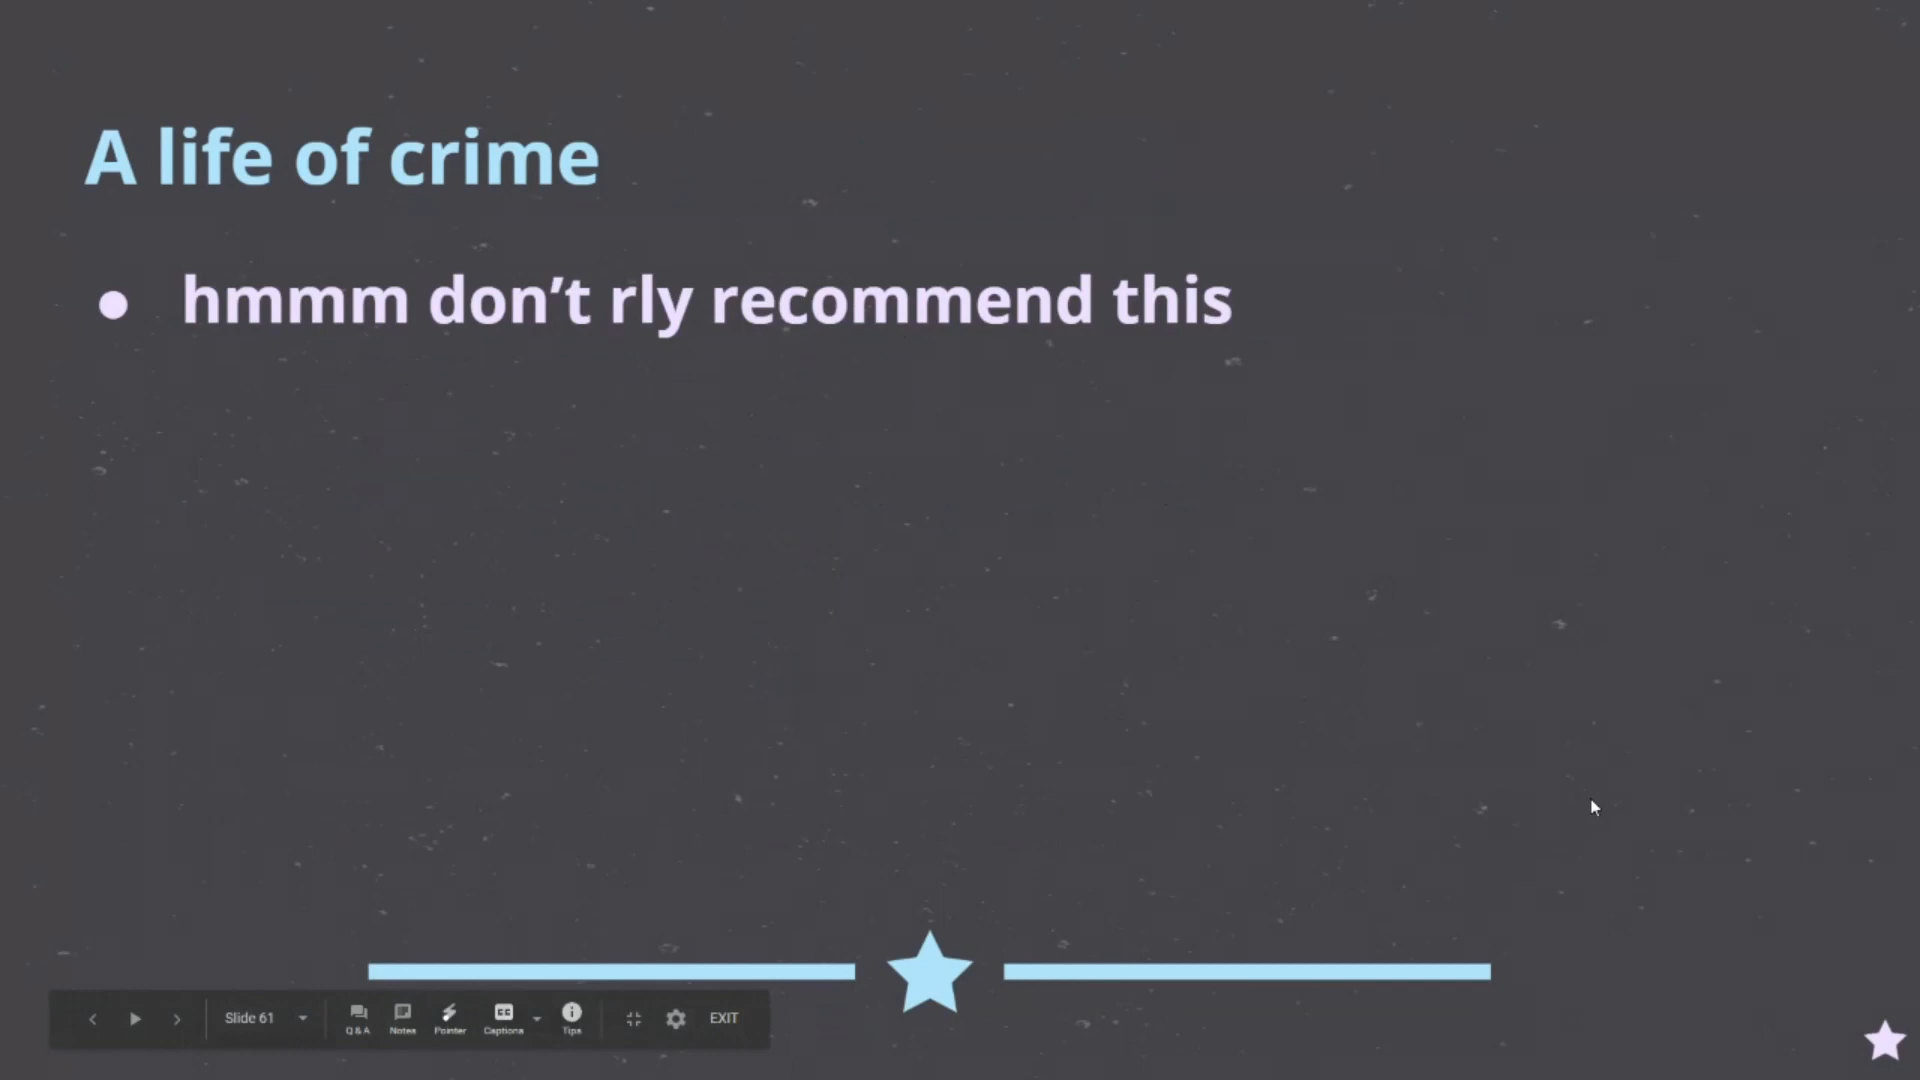 A life of crime
● hmmm don’t rly recommend this
Slide 61
Q&A Notes Pointer Captions Tips EXIT